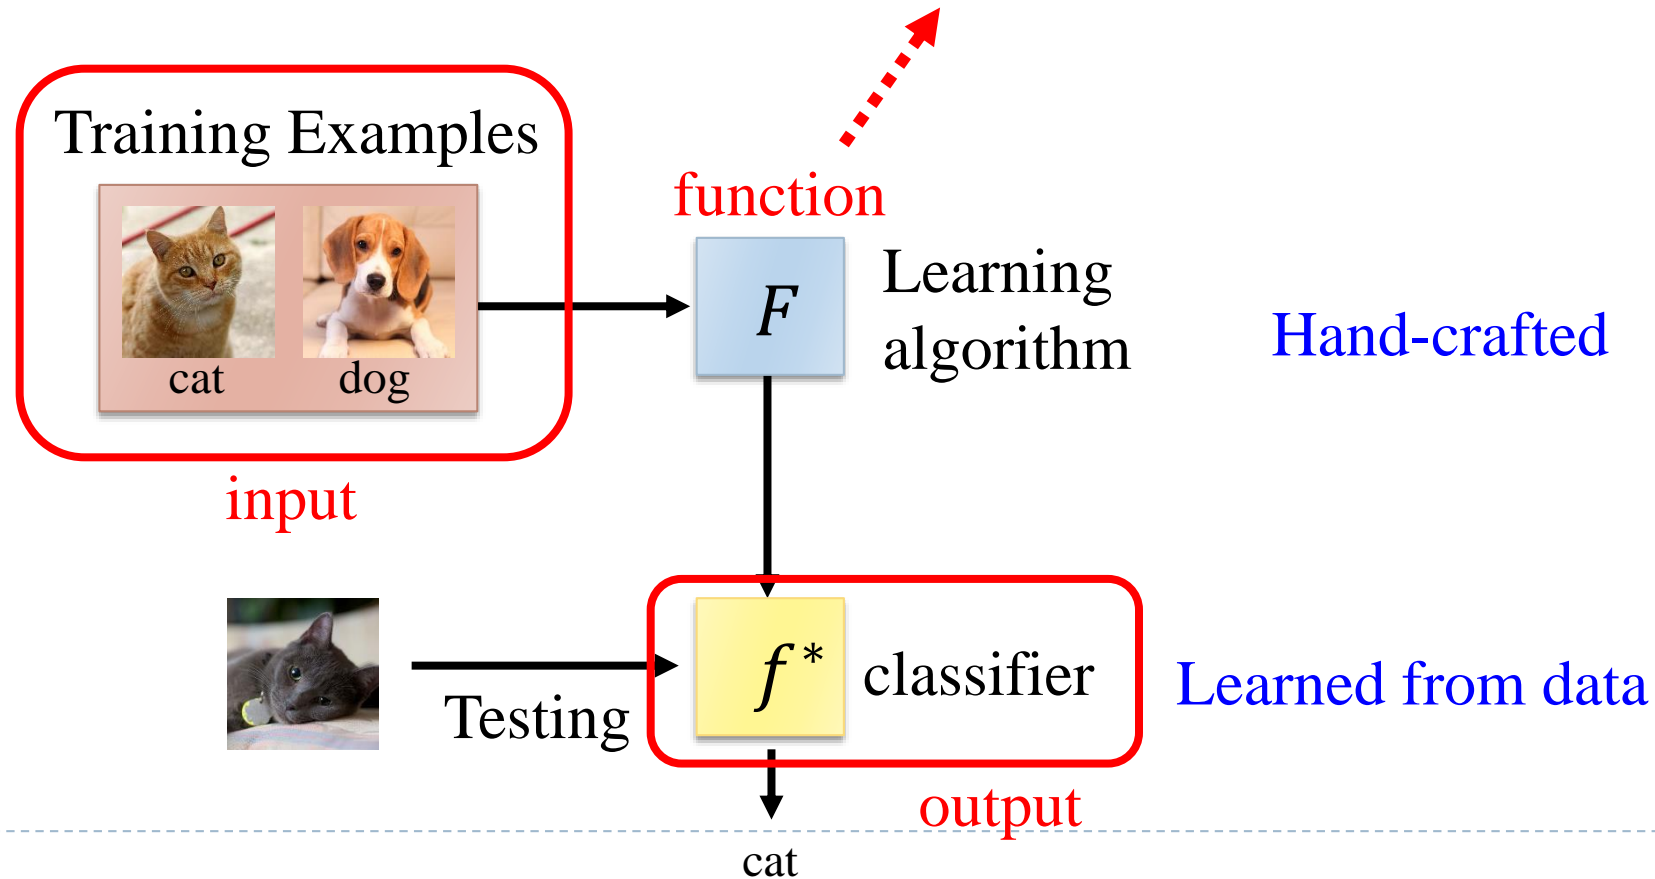 Training Examples
cat
dog
input
function
F
Learning
algorithm
Hand-crafted
Testing
f*
classifier
Learned from data
output
cat